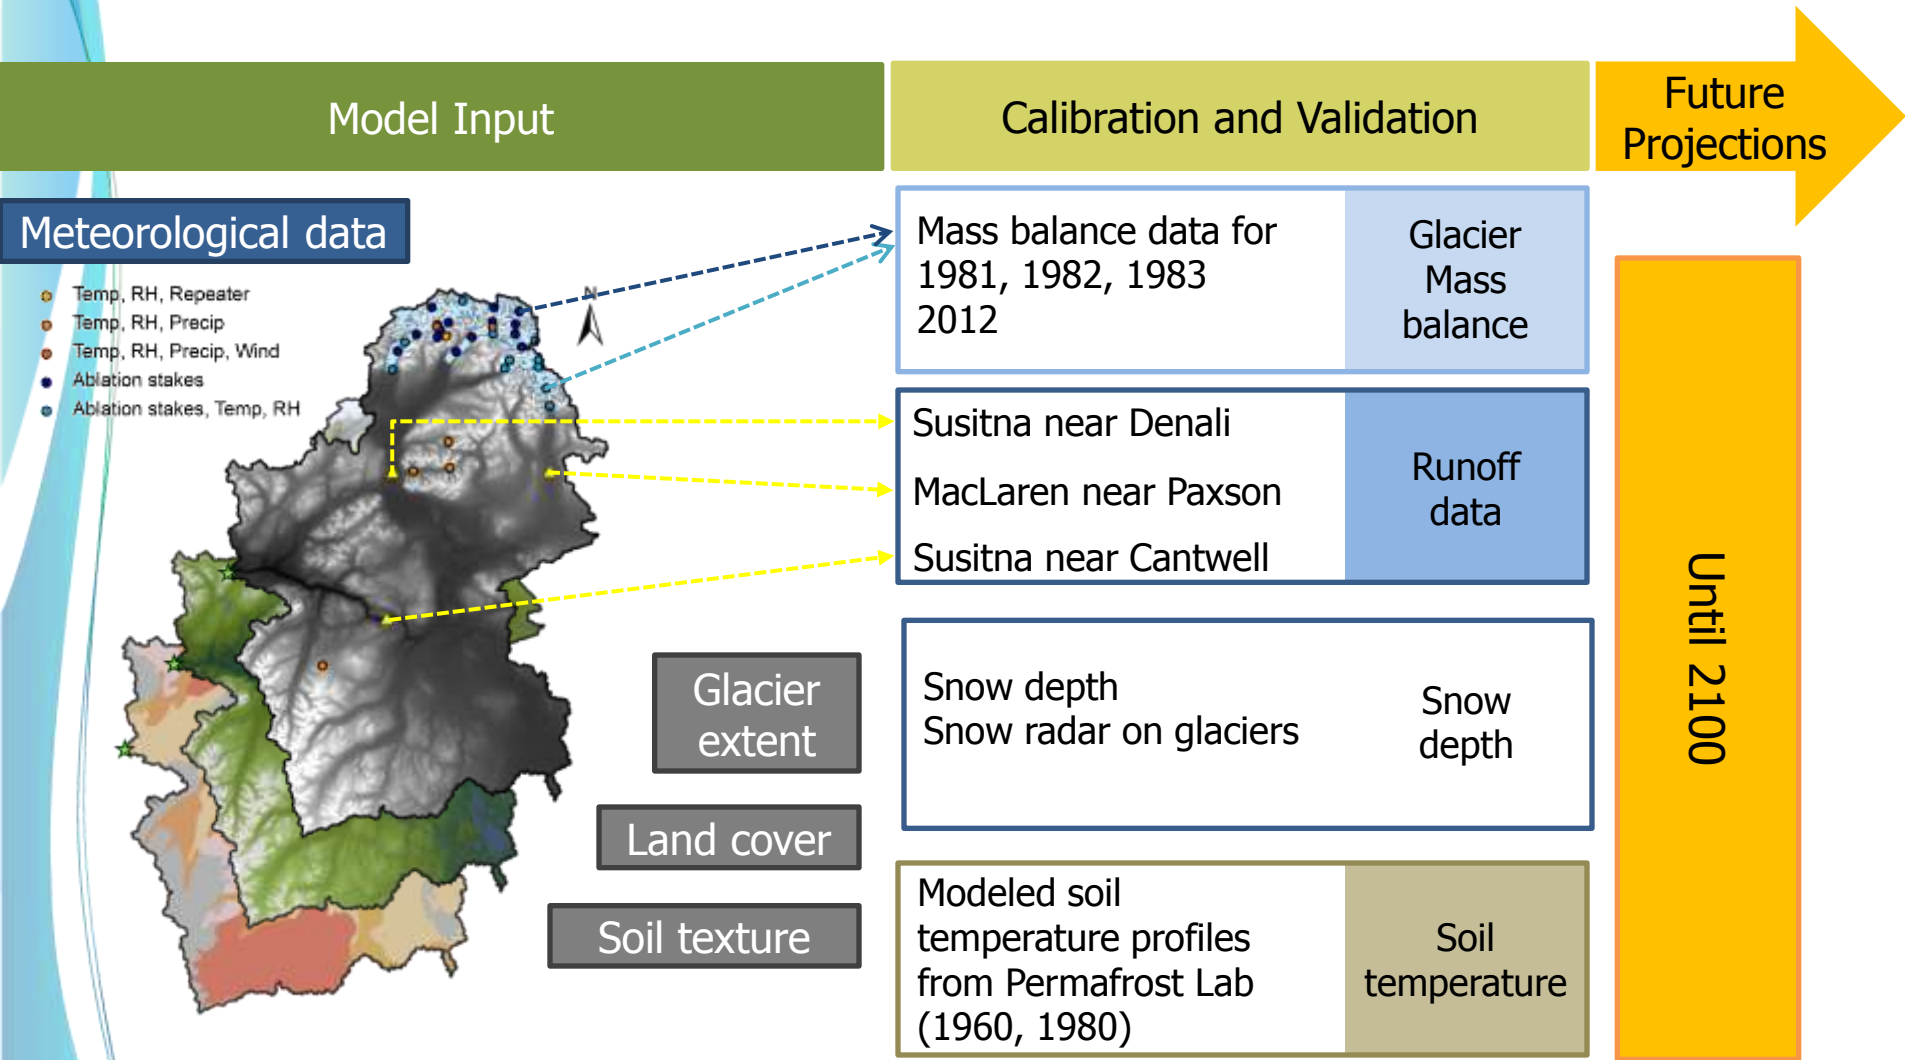 Model Input
Calibration and Validation
Future
Projections
Meteorological data
Temp, RH, Repeater
Temp, RH, Precip
Temp, RH, Precip, Wind
Ablation stakes
Ablation stakes, Temp, RH
N
Mass balance data for
1981, 1982, 1983
2012
Glacier
Mass
balance
Susitna near Denali
MacLaren near Paxson
Susitna near Cantwell
Runoff
data
Glacier
extent
Land cover
Soil texture
Snow depth
Snow radar on glaciers
Snow
depth
Modeled soil
temperature profiles
from Permafrost Lab
(1960, 1980)
Soil
temperature
Until 2100